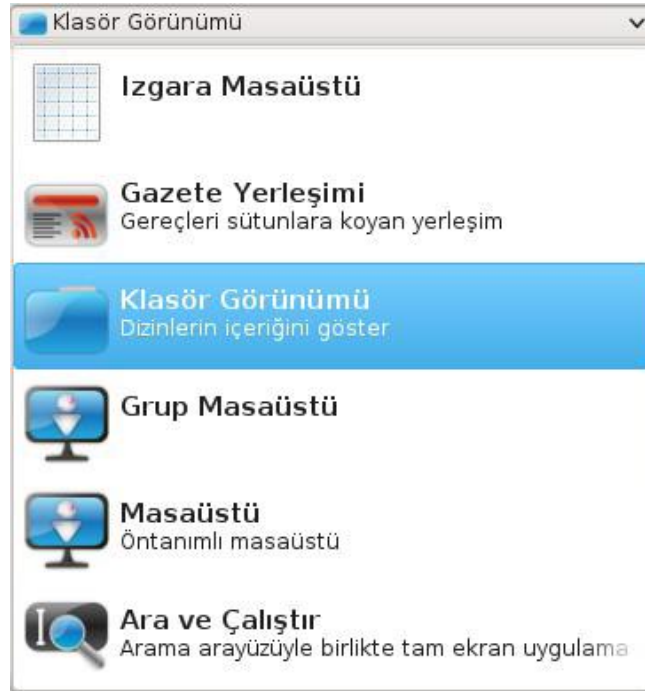 Klasör Görünümü
Izgara Masaüstü
Gazete Yerleşimi
Gereçleri sütunlara koyan yerleşim
Klasör Görünümü
Dizinlerin içeriğini göster
Grup Masaüstü
Masaüstü
Öntanımlı masaüstü
Ara ve Çalıştır
Arama arayüzüyle birlikte tam ekran uygulama